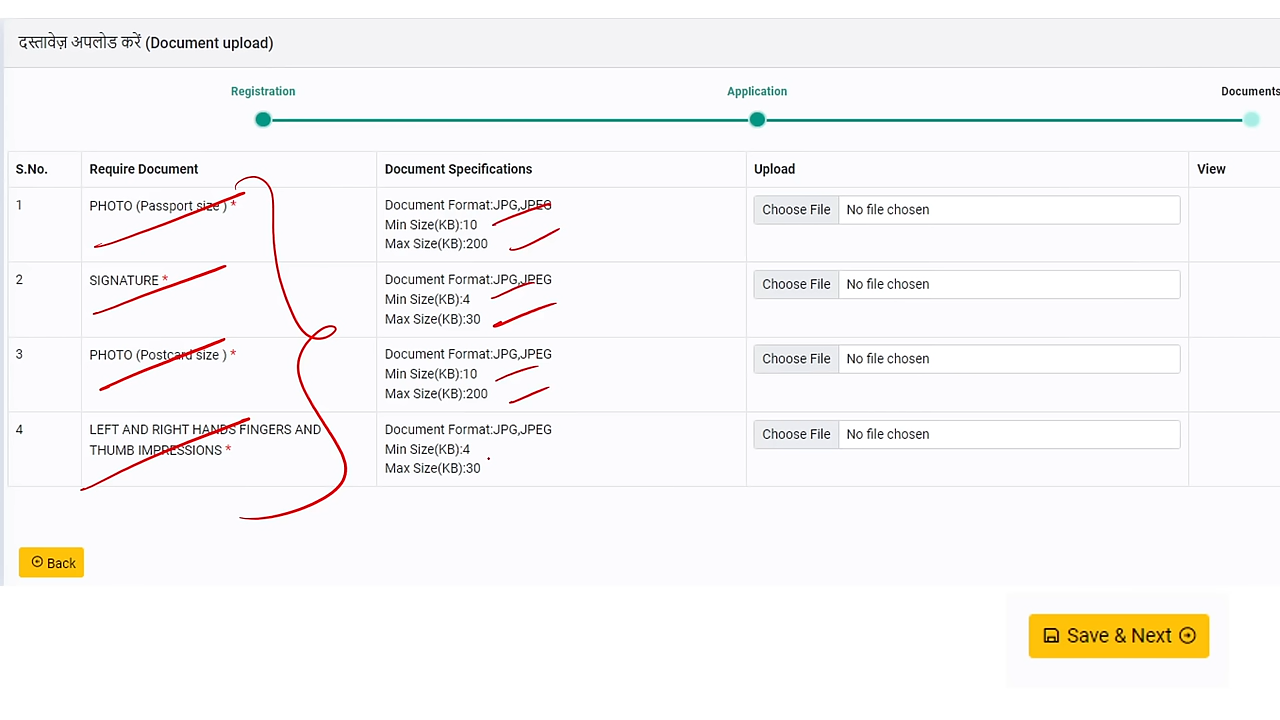 दस्तावेज़ अपलोड करें (Document upload)
Registration
Application
Documents
S.No.
Require Document
Document Specifications
Upload
View
1
PHOTO (Passport size ) *
Document Format:JPG,JPEG
Min Size(KB):10
Max Size(KB):200
Choose File
No file chosen
2
SIGNATURE *
Document Format:JPG,JPEG
Min Size(KB):4
Max Size(KB):30
Choose File
No file chosen
3
PHOTO (Postcard size ) *
Document Format:JPG,JPEG
Min Size(KB):10
Max Size(KB):200
Choose File
No file chosen
4
LEFT AND RIGHT HANDS FINGERS AND
THUMB IMPRESSIONS *
Document Format:JPG,JPEG
Min Size(KB):4
Max Size(KB):30
Choose File
No file chosen
Back
Save & Next